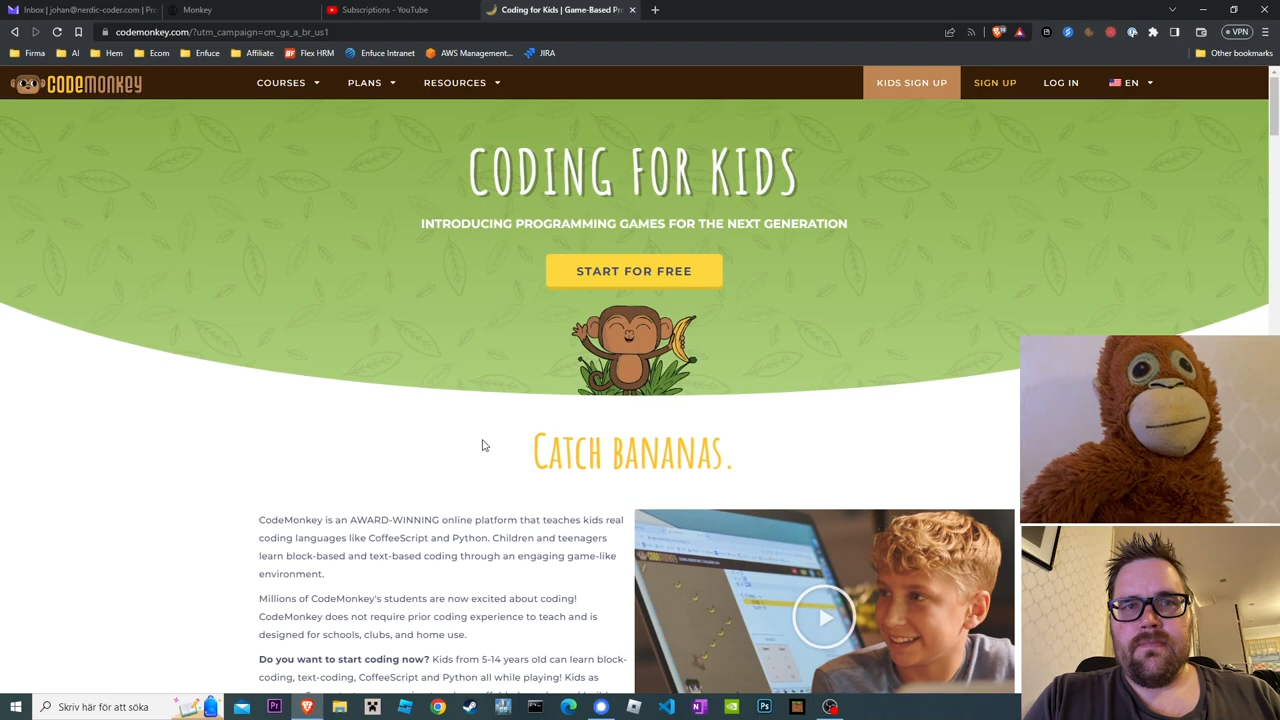 Inbox | johan@nerdic-coder.com | Pro
Monkey
Subscriptions - YouTube
Coding for Kids | Game-Based Pr
codemonkey.com/?utm_campaign=cm_gs_a_br_us1
VPN
Firma
AI
Hem
Ecom
Enfuce
Affiliate
Flex HRM
Enfuce Intranet
AWS Management...
JIRA
Other bookmarks
CODEMONKEY
COURSES
PLANS
RESOURCES
KIDS SIGN UP
SIGN UP
LOG IN
EN
CODING FOR KIDS
INTRODUCING PROGRAMMING GAMES FOR THE NEXT GENERATION
START FOR FREE
CATCH BANANAS.
CodeMonkey is an AWARD-WINNING online platform that teaches kids real
coding languages like CoffeeScript and Python. Children and teenagers
learn block-based and text-based coding through an engaging game-like
environment.
Millions of CodeMonkey's students are now excited about coding!
CodeMonkey does not require prior coding experience to teach and is
designed for schools, clubs, and home use.
Do you want to start coding now? Kids from 5-14 years old can learn block-
coding, text-coding, CoffeeScript and Python all while playing! Kids as
Skriv här för att söka